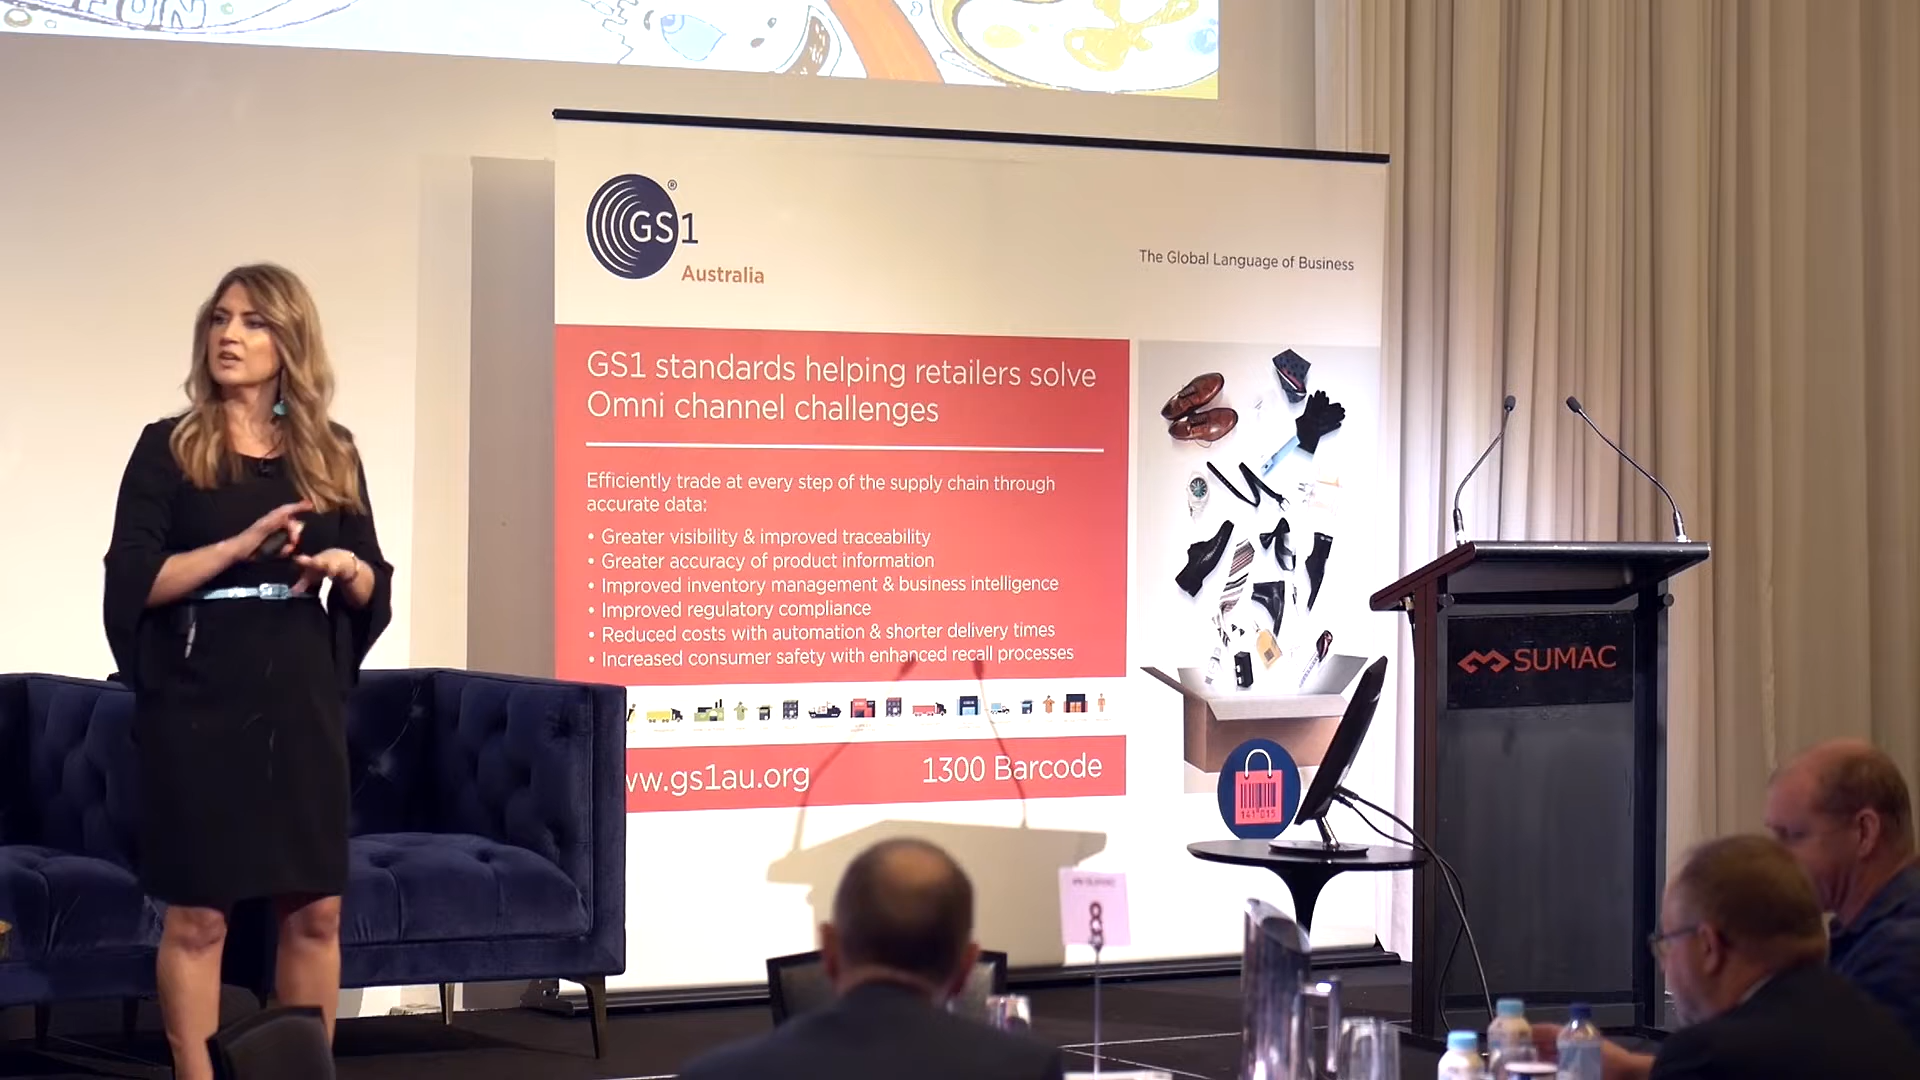 GS1
®
Australia
The Global Language of Business
GS1 standards helping retailers solve
Omni channel challenges
Efficiently trade at every step of the supply chain through
accurate data:
• Greater visibility & improved traceability
• Greater accuracy of product information
• Improved inventory management & business intelligence
• Improved regulatory compliance
• Reduced costs with automation & shorter delivery times
• Increased consumer safety with enhanced recall processes
ww.gs1au.org
1300 Barcode
SUMAC
8